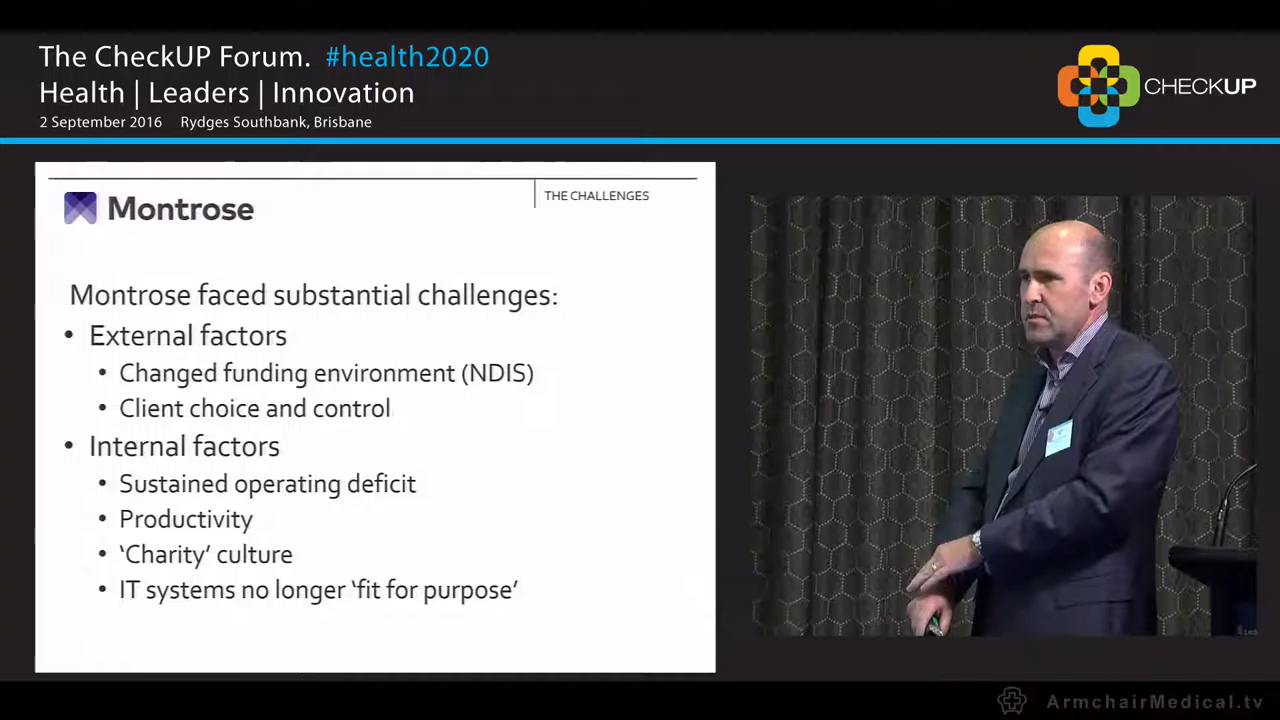 The CheckUP Forum. #health2020
Health | Leaders | Innovation
2 September 2016 Rydges Southbank, Brisbane
CHECKUP
Montrose
THE CHALLENGES
Montrose faced substantial challenges:
• External factors
• Changed funding environment (NDIS)
• Client choice and control
• Internal factors
• Sustained operating deficit
• Productivity
• ‘Charity’ culture
• IT systems no longer ‘fit for purpose’
ArmchairMedical.tv